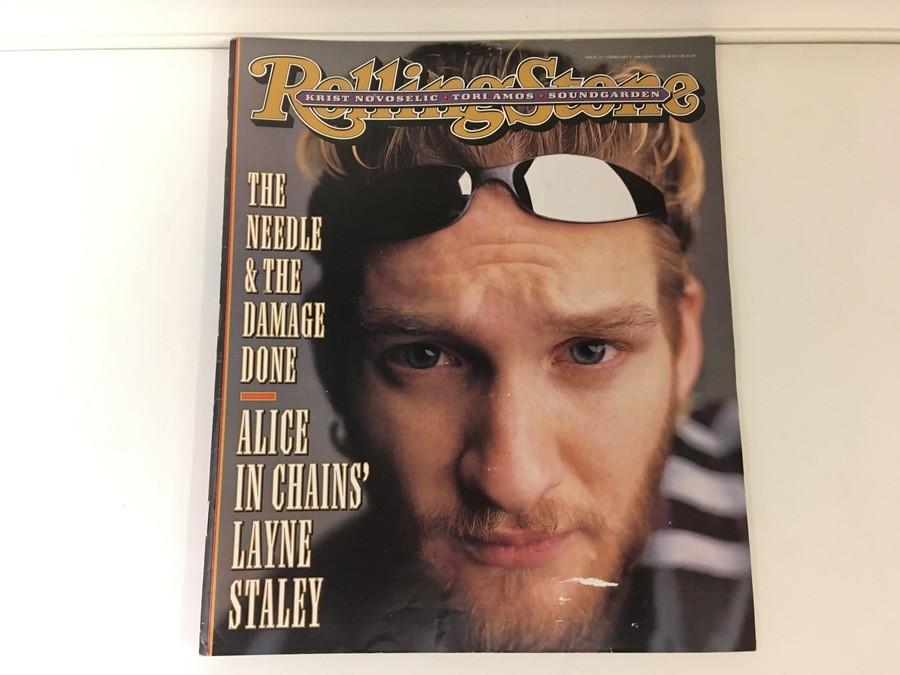 RollingStone
KRIST NOVOSELIC · TORI AMOS · SOUNDGARDEN
THE
NEEDLE
& THE
DAMAGE
DONE
ALICE
IN CHAINS'
LAYNE
STALEY